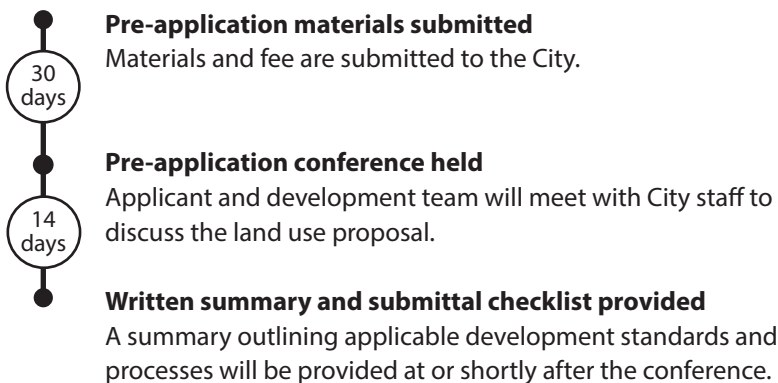 Pre-application materials submitted
Materials and fee are submitted to the City.
30
days
Pre-application conference held
Applicant and development team will meet with City staff to
discuss the land use proposal.
14
days
Written summary and submittal checklist provided
A summary outlining applicable development standards and
processes will be provided at or shortly after the conference.